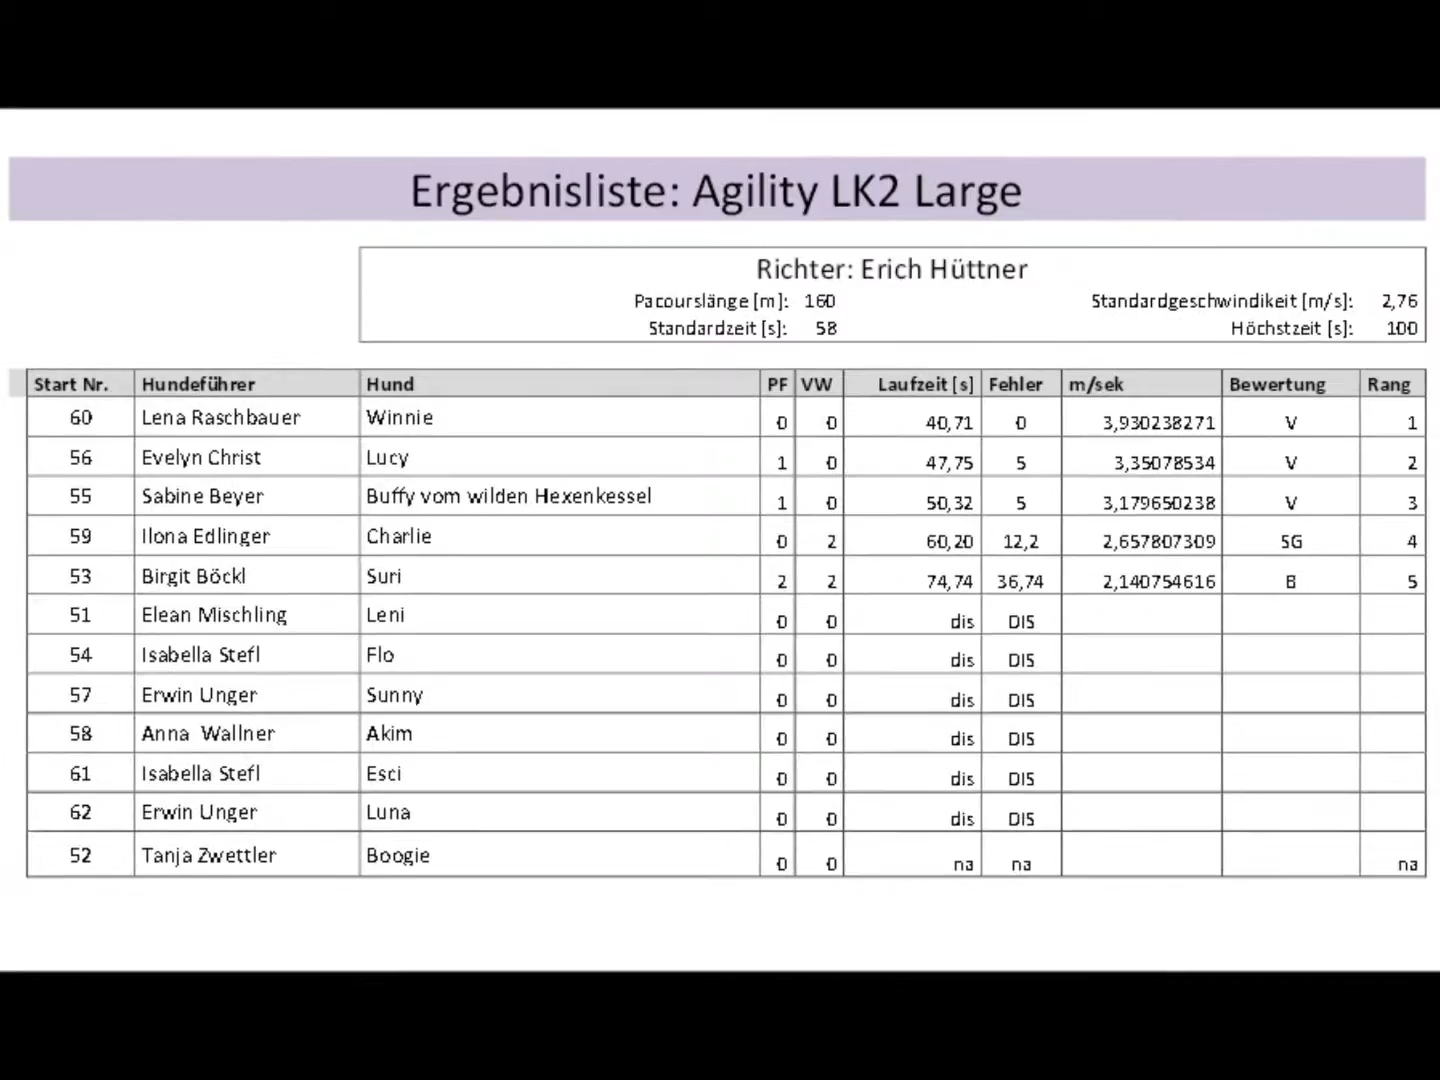 Ergebnisliste: Agility LK2 Large
Richter: Erich Hüttner
Pacourslänge [m]: 160 Standardgeschwindikeit [m/s]: 2,76
Standardzeit [s]: 58 Höchstzeit [s]: 100
Start Nr. Hundeführer Hund PF VW Laufzeit [s] Fehler m/sek Bewertung Rang
60 Lena Raschbauer Winnie 0 0 40,71 0 3,930238271 V 1
56 Evelyn Christ Lucy 1 0 47,75 5 3,35078534 V 2
55 Sabine Beyer Buffy vom wilden Hexenkessel 1 0 50,32 5 3,179650238 V 3
59 Ilona Edlinger Charlie 0 2 60,20 12,2 2,657807309 SG 4
53 Birgit Böckl Suri 2 2 74,74 36,74 2,140754616 B 5
51 Elean Mischling Leni 0 0 dis DIS
54 Isabella Stefl Flo 0 0 dis DIS
57 Erwin Unger Sunny 0 0 dis DIS
58 Anna Wallner Akim 0 0 dis DIS
61 Isabella Stefl Esci 0 0 dis DIS
62 Erwin Unger Luna 0 0 dis DIS
52 Tanja Zwettler Boogie 0 0 na na na